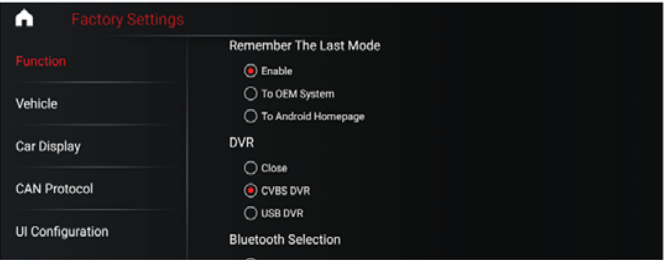 Factory Settings
Function
Vehicle
Car Display
CAN Protocol
UI Configuration
Remember The Last Mode
Enable
To OEM System
To Android Homepage
DVR
Close
CVBS DVR
USB DVR
Bluetooth Selection